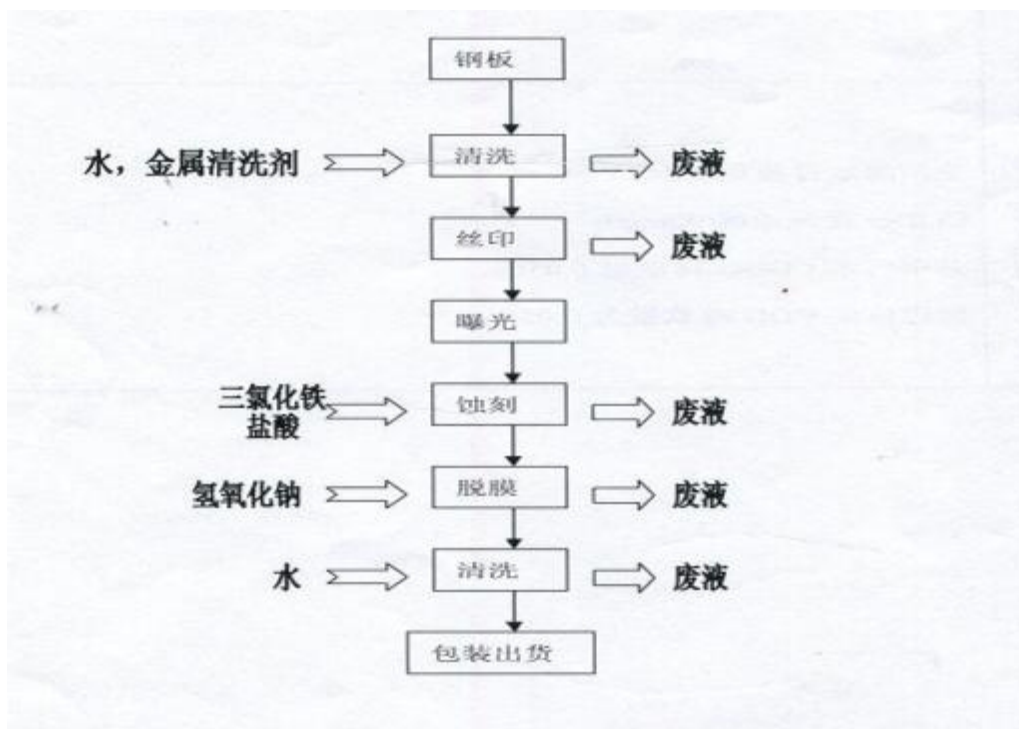 钢板
水，金属清洗剂 清洗 废液
丝印 废液
曝光
三氯化铁
盐酸
蚀刻 废液
氢氧化钠 脱膜 废液
水 清洗 废液
包装出货